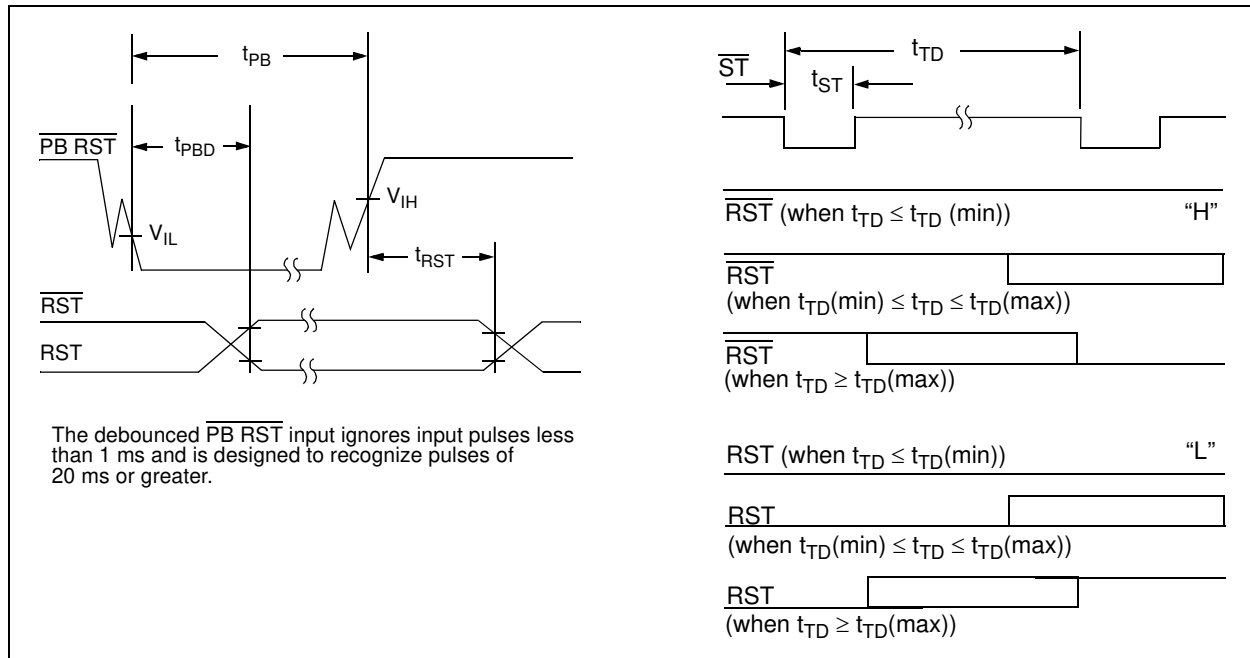 tPB
PB RST
tPBD
VIH
VIL
tRST
RST
RST
The debounced PB RST input ignores input pulses less
than 1 ms and is designed to recognize pulses of
20 ms or greater.
ST
tTD
tST
RST (when tTD ≤ tTD (min)) “H”
RST
(when tTD(min) ≤ tTD ≤ tTD(max))
RST
(when tTD ≥ tTD(max))
RST (when tTD ≤ tTD(min)) “L”
RST
(when tTD(min) ≤ tTD ≤ tTD(max))
RST
(when tTD ≥ tTD(max))